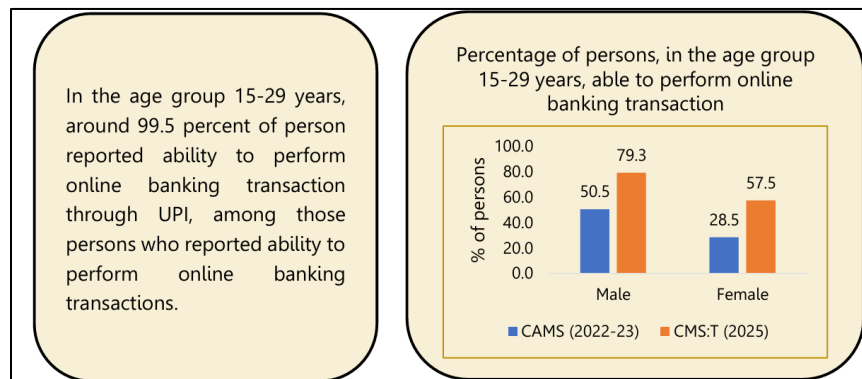 In the age group 15-29 years,
around 99.5 percent of person
reported ability to perform
online banking transaction
through UPI, among those
persons who reported ability to
perform online banking
transactions.
Percentage of persons, in the age group
15-29 years, able to perform online
banking transaction
% of persons
100.0
80.0
60.0
40.0
20.0
0.0
50.5
79.3
28.5
57.5
Male
Female
CAMS (2022-23)
CMS:T (2025)